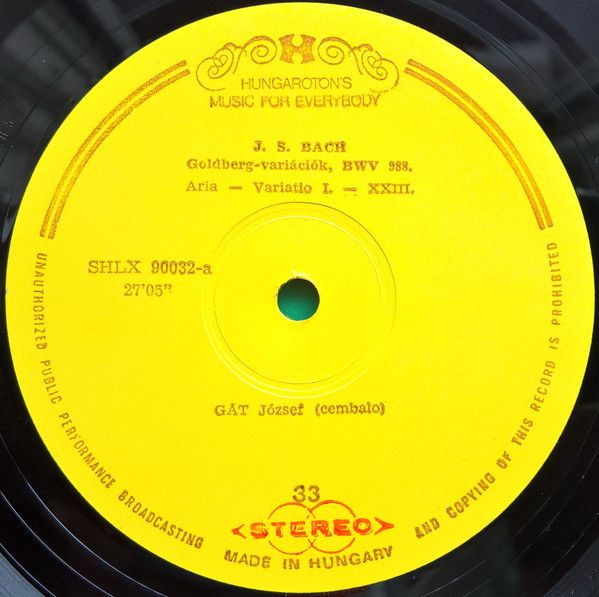 H
HUNGAROTON'S
MUSIC FOR EVERYBODY
J. S. BACH
Goldberg-variációk, BWV 988.
Aria — Variatio I. — XXIII.
SHLX 90032-a
27'05"
GÁT József (cembalo)
33
STEREO
MADE IN HUNGARY
UNAUTHORIZED PUBLIC PERFORMANCE BROADCASTING AND COPYING OF THIS RECORD IS PROHIBITED